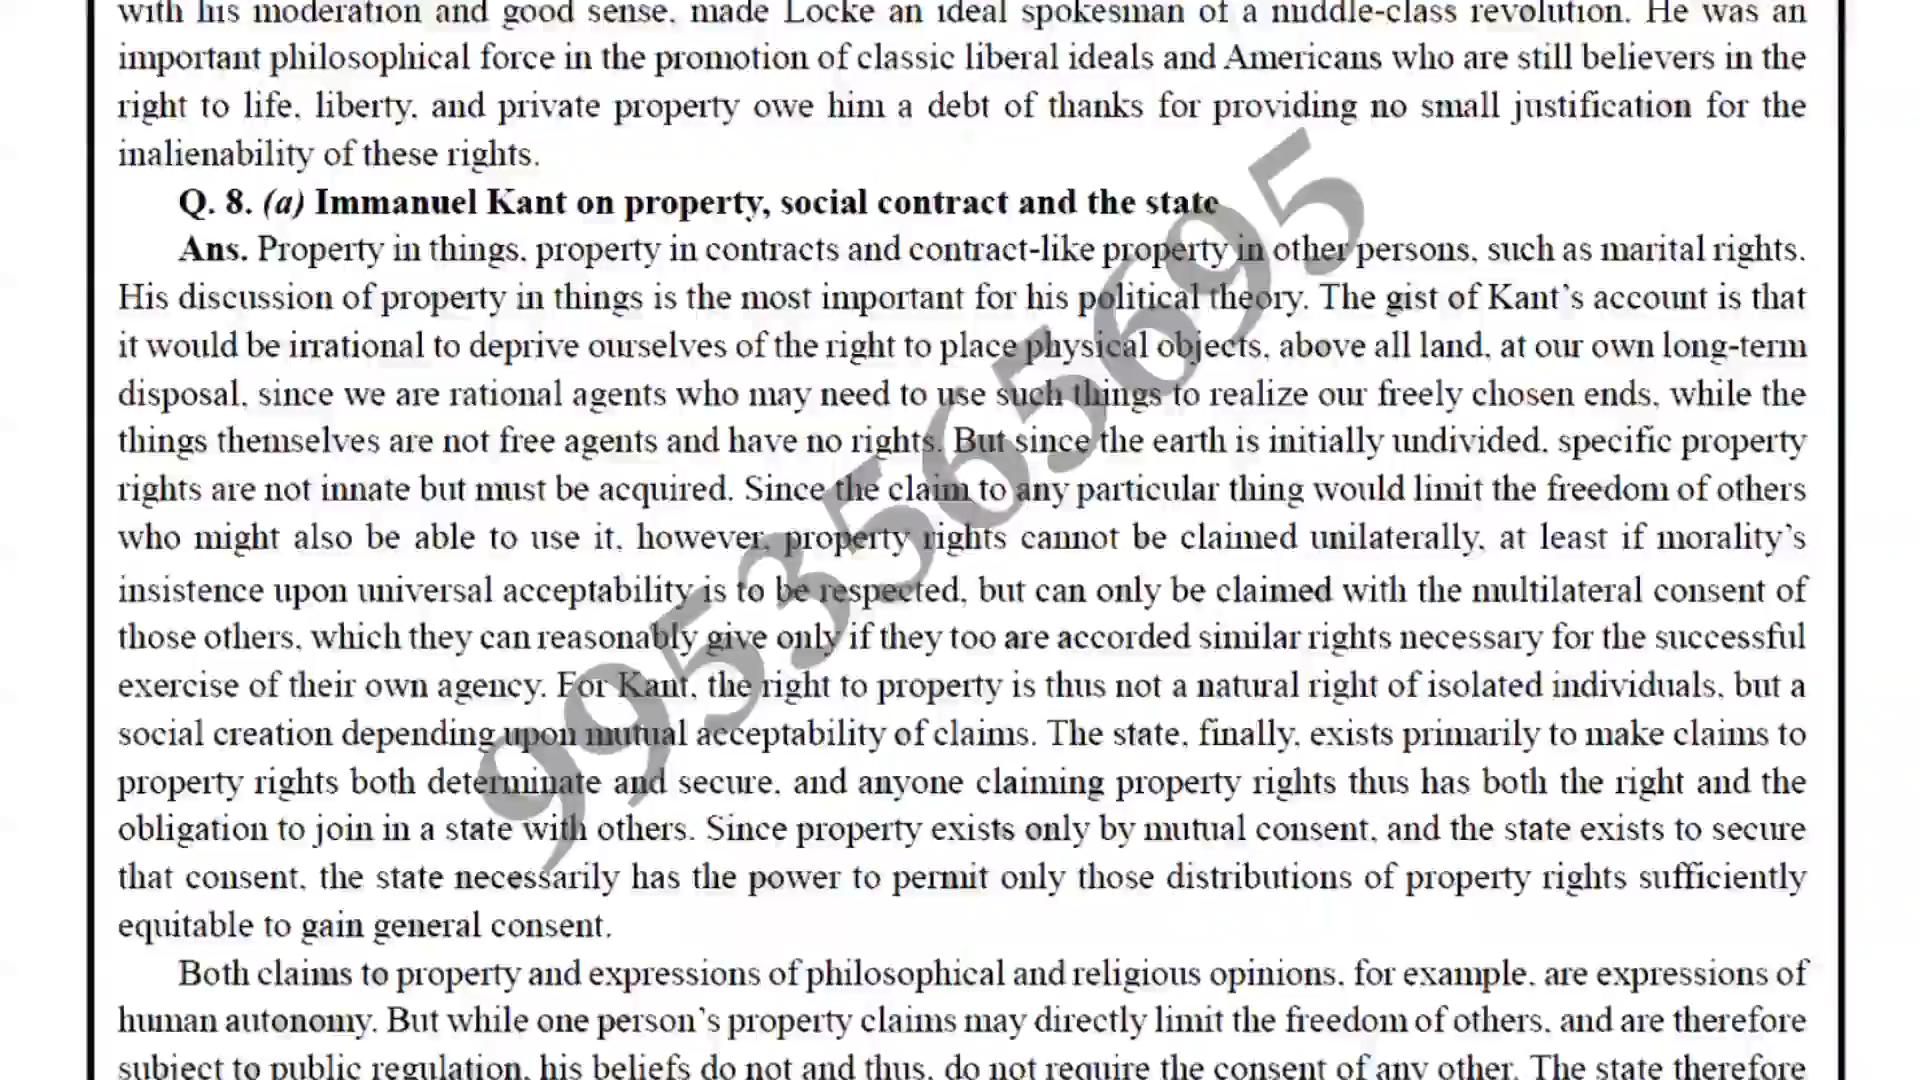 with his moderation and good sense, made Locke an ideal spokesman of a middle-class revolution. He was an
important philosophical force in the promotion of classic liberal ideals and Americans who are still believers in the
right to life, liberty, and private property owe him a debt of thanks for providing no small justification for the
inalienability of these rights.
Q. 8. (a) Immanuel Kant on property, social contract and the state
Ans. Property in things, property in contracts and contract-like property in other persons, such as marital rights.
His discussion of property in things is the most important for his political theory. The gist of Kant's account is that
it would be irrational to deprive ourselves of the right to place physical objects, above all land, at our own long-term
disposal, since we are rational agents who may need to use such things to realize our freely chosen ends, while the
things themselves are not free agents and have no rights. But since the earth is initially undivided, specific property
rights are not innate but must be acquired. Since the claim to any particular thing would limit the freedom of others
who might also be able to use it, however, property rights cannot be claimed unilaterally, at least if morality's
insistence upon universal acceptability is to be respected, but can only be claimed with the multilateral consent of
those others, which they can reasonably give only if they too are accorded similar rights necessary for the successful
exercise of their own agency. For Kant, the right to property is thus not a natural right of isolated individuals, but a
social creation depending upon mutual acceptability of claims. The state, finally, exists primarily to make claims to
property rights both determinate and secure, and anyone claiming property rights thus has both the right and the
obligation to join in a state with others. Since property exists only by mutual consent, and the state exists to secure
that consent, the state necessarily has the power to permit only those distributions of property rights sufficiently
equitable to gain general consent.
Both claims to property and expressions of philosophical and religious opinions, for example, are expressions of
human autonomy. But while one person's property claims may directly limit the freedom of others, and are therefore
subject to public regulation, his beliefs do not and thus, do not require the consent of any other. The state therefore
9953565695